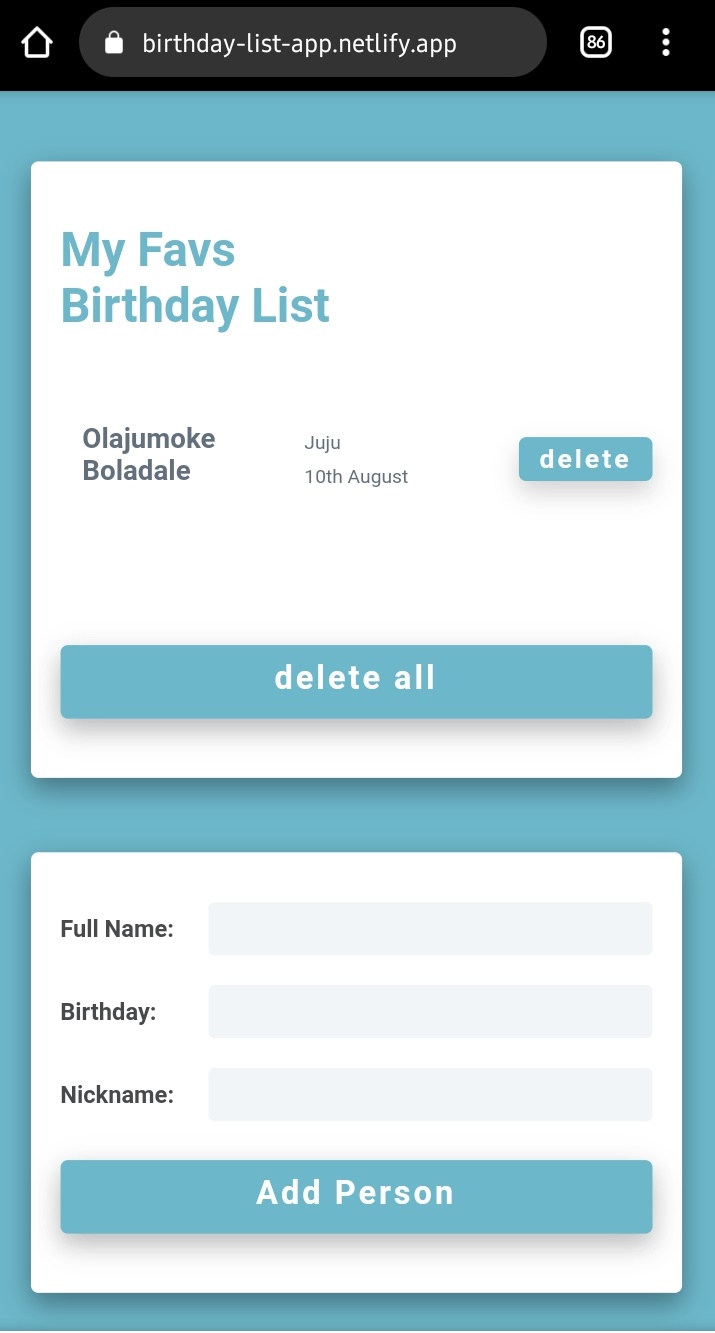 birthday-list-app.netlify.app
86
My Favs
Birthday List
Olajumoke
Boladale
Juju
10th August
delete
delete all
Full Name:
Birthday:
Nickname:
Add Person